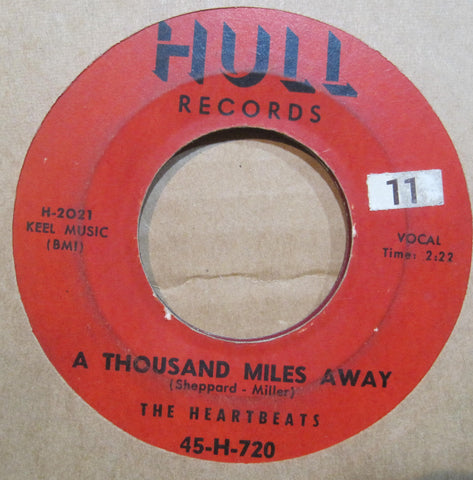 HULL
RECORDS
11
H-2021
KEEL MUSIC
(BMI)
VOCAL
Time: 2:22
A THOUSAND MILES AWAY
(Sheppard - Miller)
THE HEARTBEATS
45-H-720